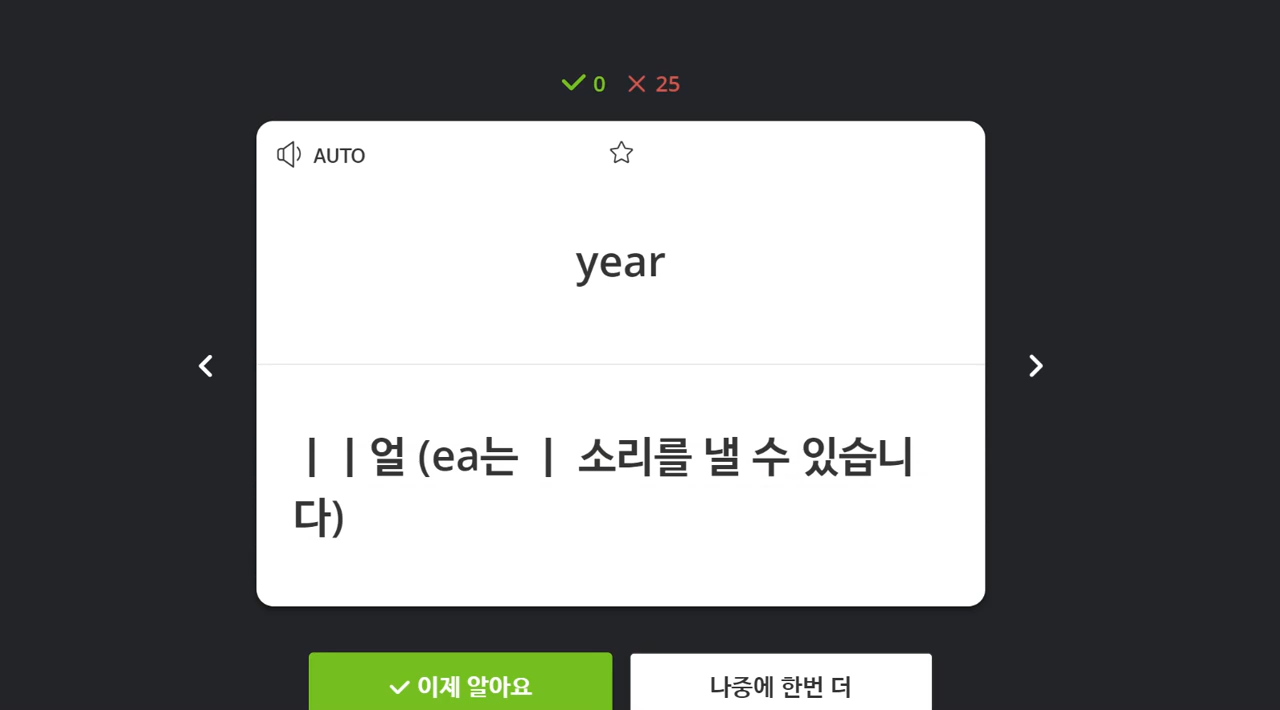 0 25
AUTO
year
ㅣㅣ얼 (ea는 ㅣ 소리를 낼 수 있습니
다)
이제 알아요 나중에 한번 더